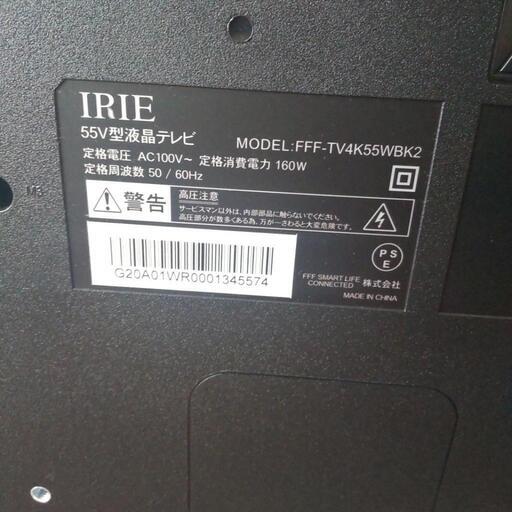 IRIE
55V型液晶テレビ
MODEL:FFF-TV4K55WBK2
定格電圧 AC100V～ 定格消費電力 160W
定格周波数 50 / 60Hz
警告
高圧注意
サービスマン以外は、内部部品に触らないでください。
高圧部分が数多くある為、万が一さわると大変危険です。
PSE
G20A01WR0001345574
FFF SMART LIFE CONNECTED 株式会社
MADE IN CHINA